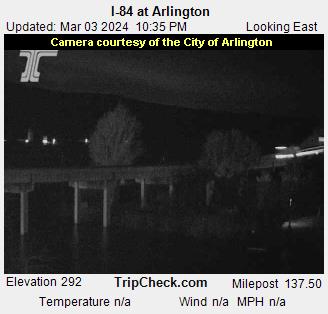 I-84 at Arlington
Updated: Mar 03 2024 10:35 PM Looking East
Camera courtesy of the City of Arlington
Elevation 292 TripCheck.com Milepost 137.50
Temperature n/a Wind n/a MPH n/a